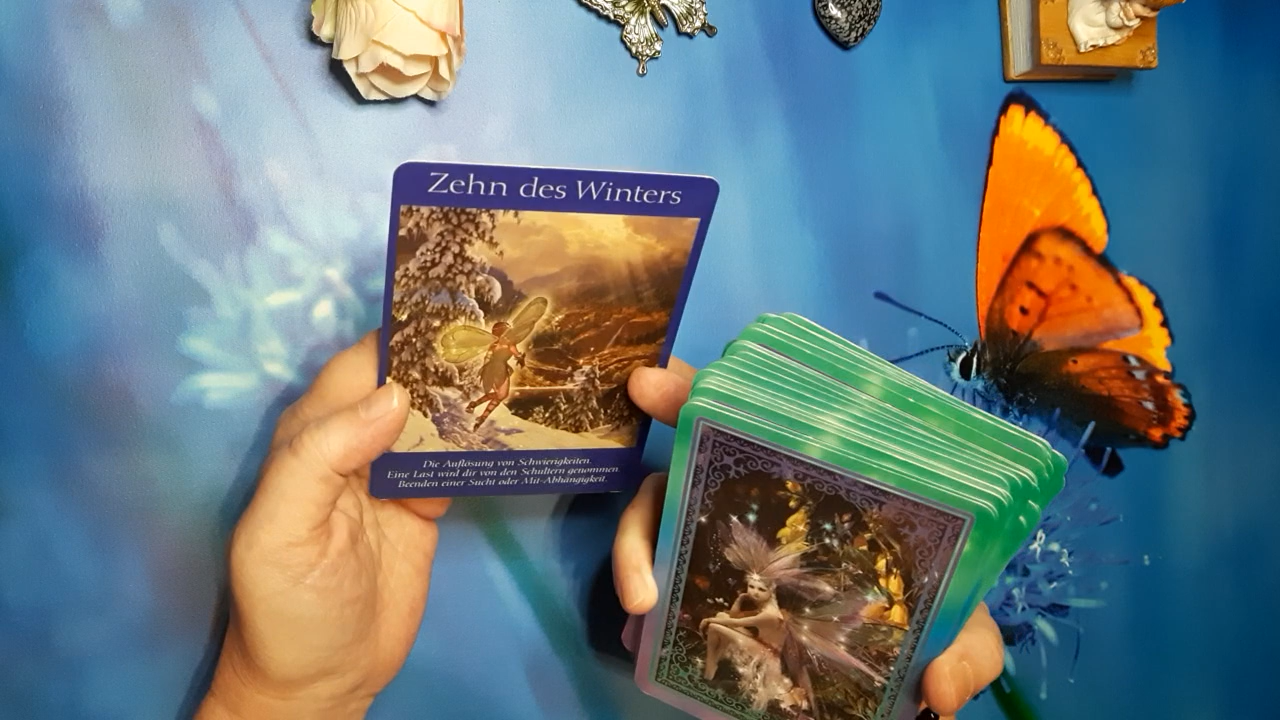 Zehn des Winters
Die Auflösung von Schwierigkeiten.
Eine Last wird dir von den Schultern genommen.
Beenden einer Sucht oder Mit-Abhängigkeit.